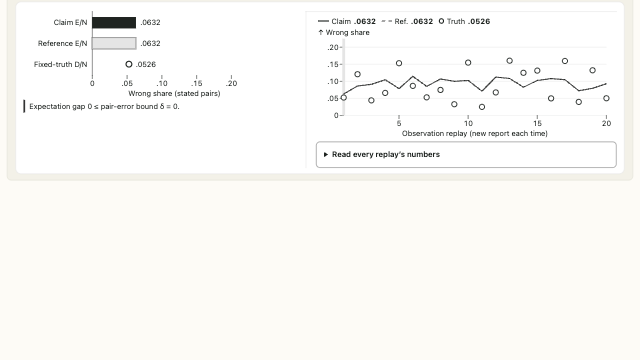 Claim E/N .0632
Reference E/N .0632
Fixed-truth D/N .0526
0 .05 .10 .15 .20
Wrong share (stated pairs)
Expectation gap 0 ≤ pair-error bound δ = 0.
Claim .0632 Ref. .0632 Truth .0526
↑ Wrong share
.20
.15
.10
.05
0
5 10 15 20
Observation replay (new report each time)
▶ Read every replay's numbers